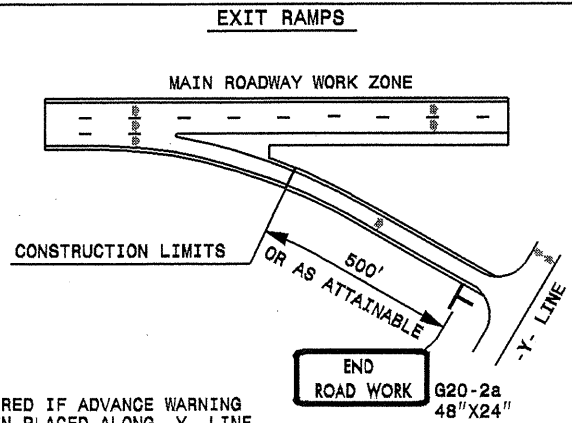 EXIT RAMPS
MAIN ROADWAY WORK ZONE
CONSTRUCTION LIMITS
500'
OR AS ATTAINABLE
-Y- LINE
END
ROAD WORK
G20-2a
48"X24"
RED IF ADVANCE WARNING
N PLACED ALONG -Y- LINE